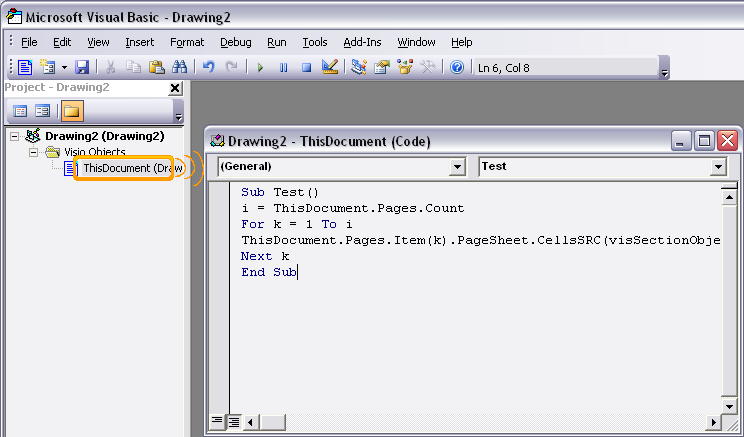 Microsoft Visual Basic - Drawing2
File Edit View Insert Format Debug Run Tools Add-Ins Window Help
Ln 6, Col 8
Project - Drawing2
Drawing2 (Drawing2)
Visio Objects
ThisDocument (Draw
Drawing2 - ThisDocument (Code)
(General) Test
Sub Test()
i = ThisDocument.Pages.Count
For k = 1 To i
ThisDocument.Pages.Item(k).PageSheet.CellsSRC(visSectionObje
Next k
End Sub